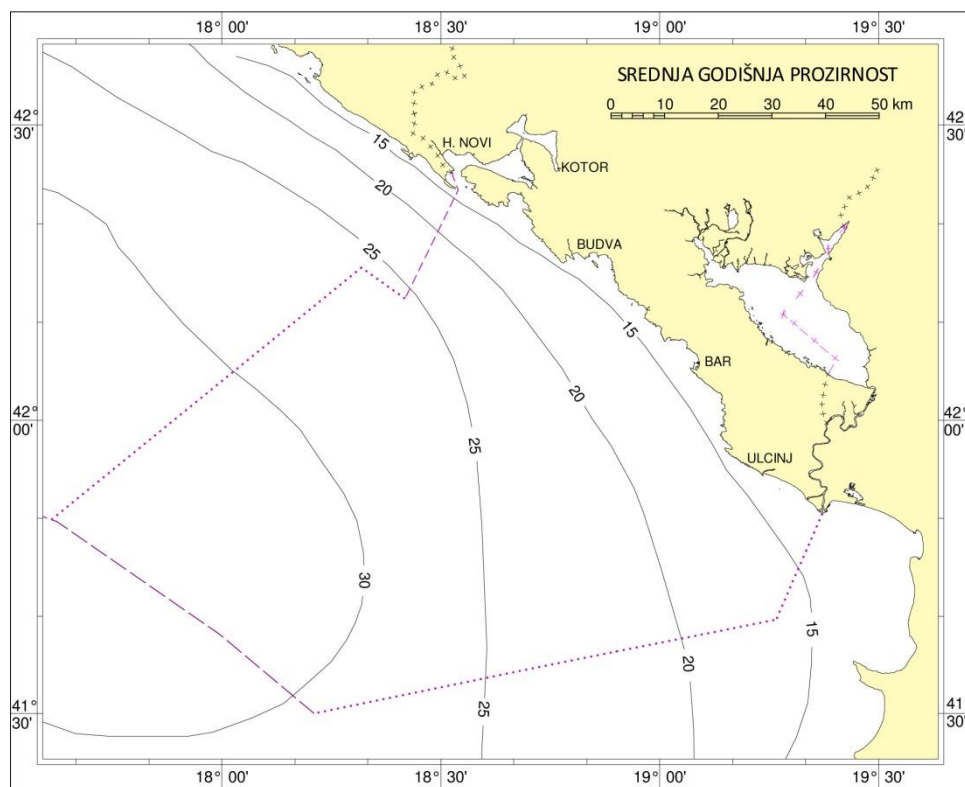 18° 00' 18° 30' 19° 00' 19° 30'
SREDNJA GODIŠNJA PROZIRNOST
0 10 20 30 40 50 km
42° 30'
42° 30'
15
H. NOVI
KOTOR
20
25
BUDVA
15
BAR
20
42° 00'
42° 00'
25
ULCINJ
30
15
20
25
41° 30'
41° 30'
18° 00' 18° 30' 19° 00' 19° 30'